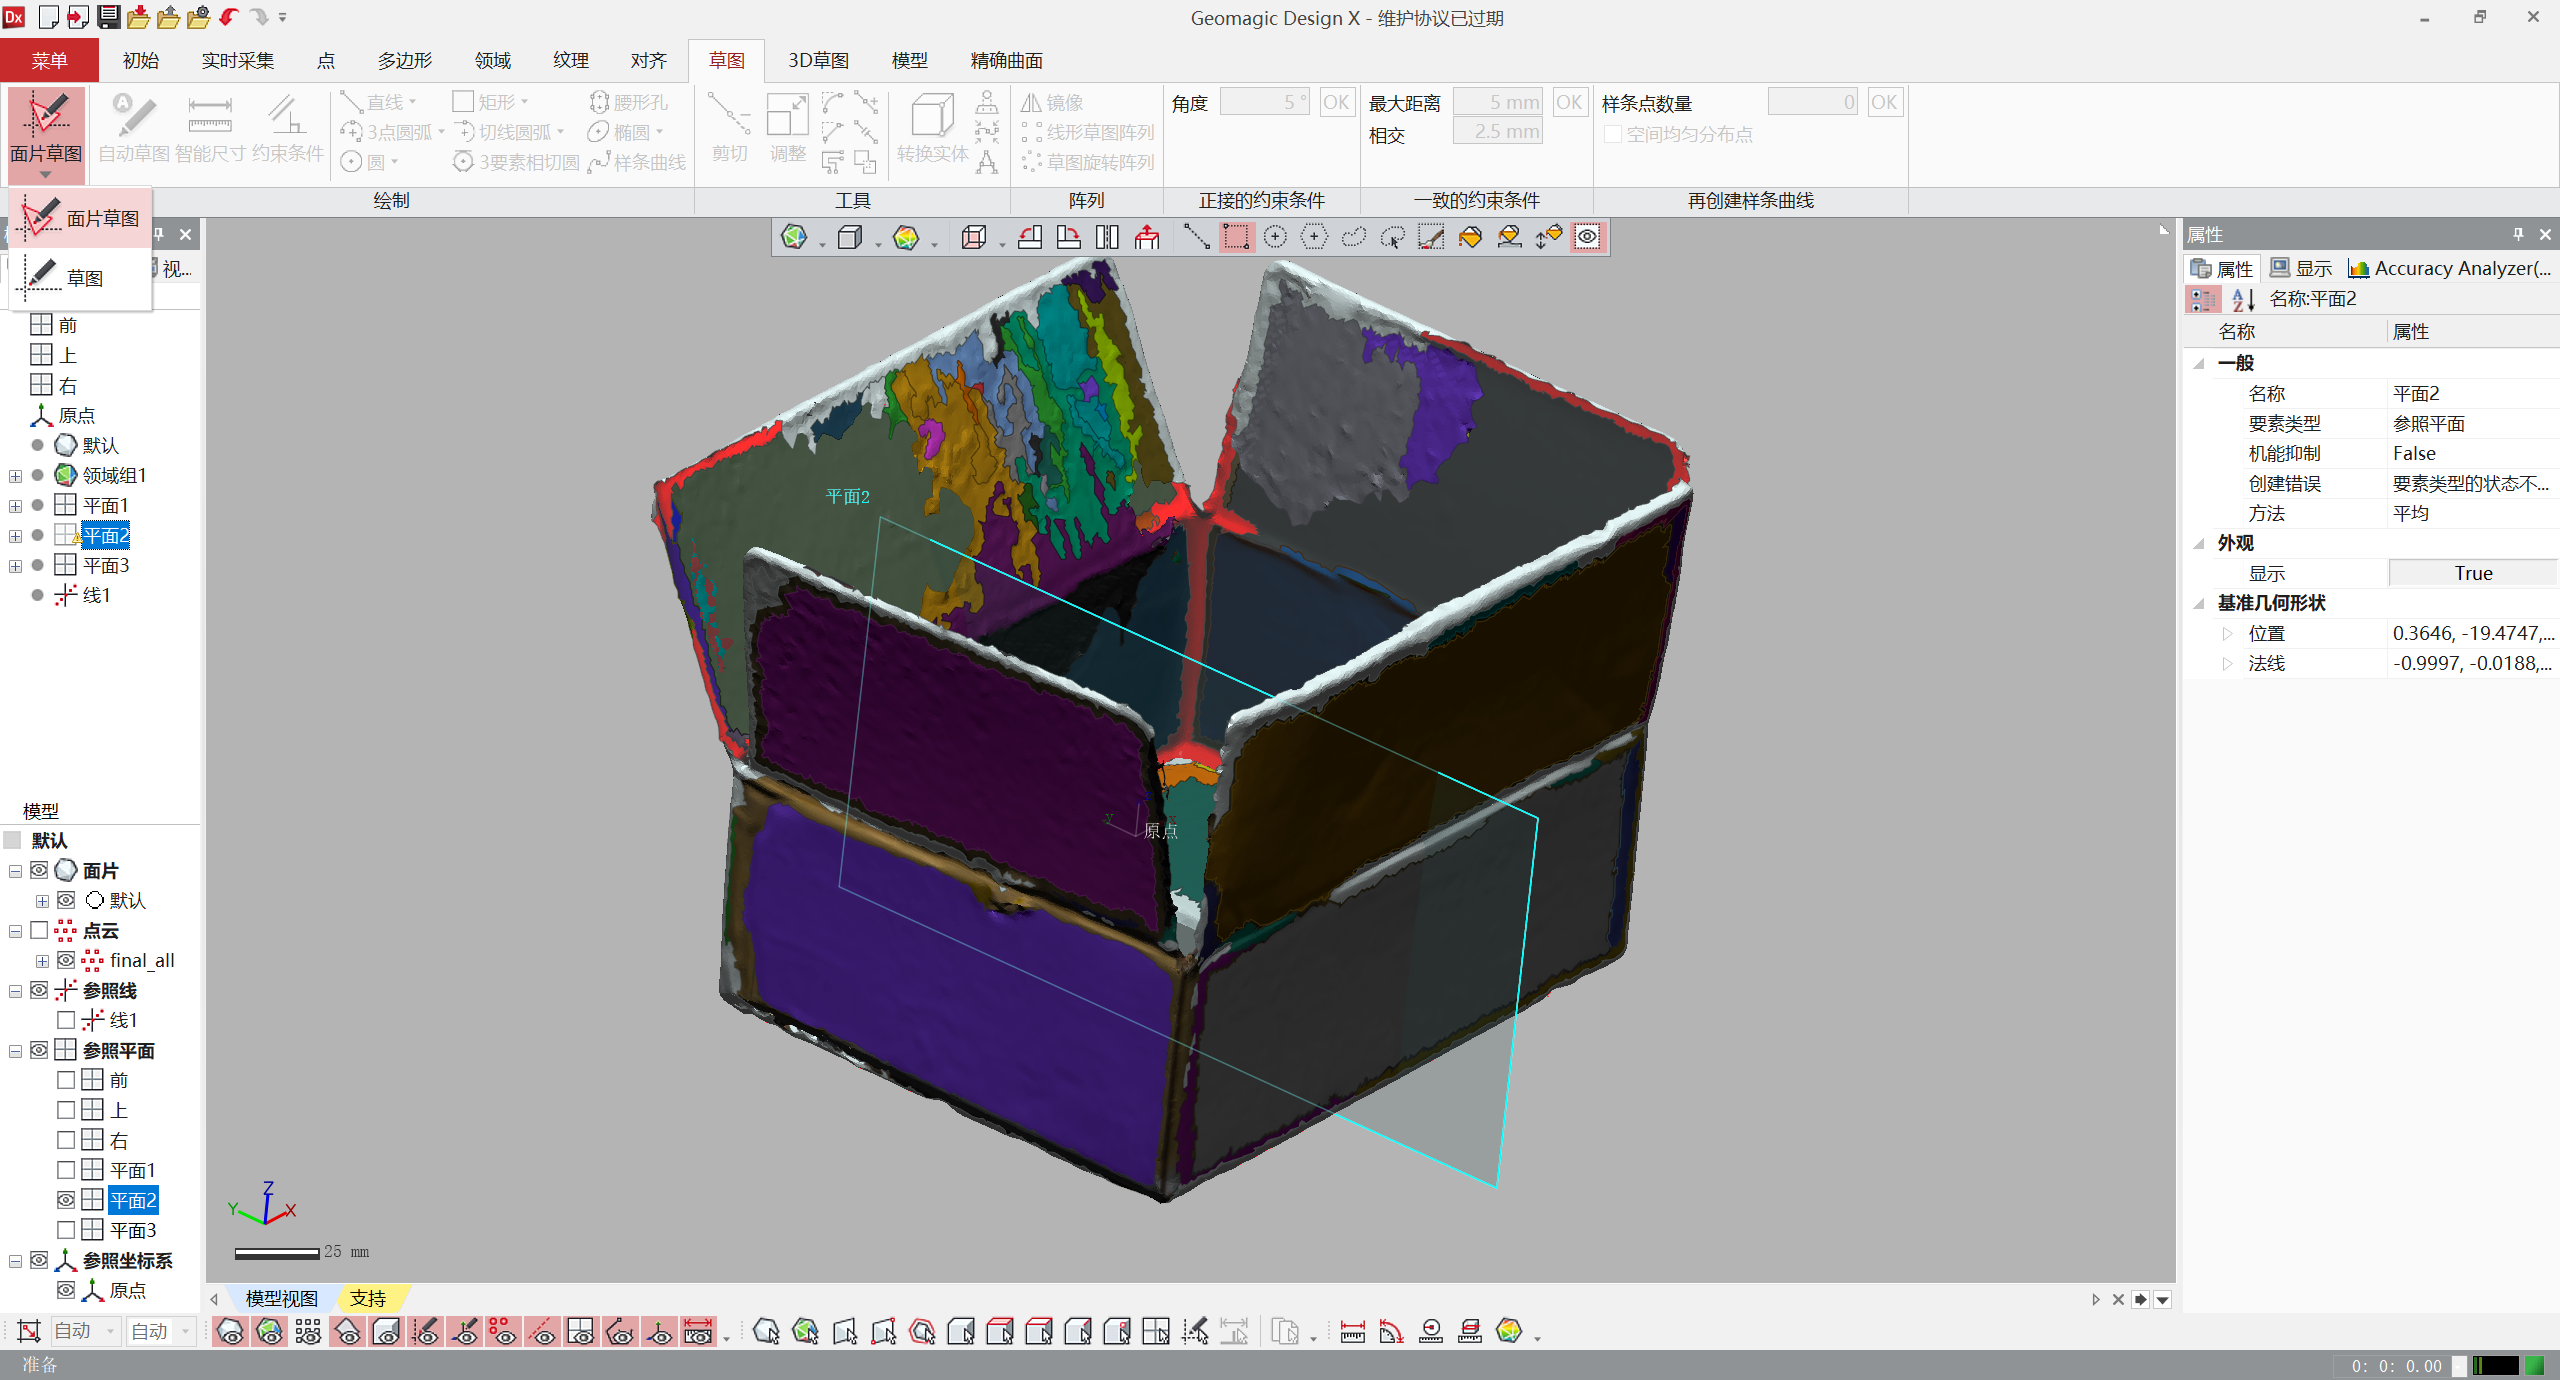 Dx
Geomagic Design X - 维护协议已过期
菜单 初始 实时采集 点 多边形 领域 纹理 对齐 草图 3D草图 模型 精确曲面
面片草图 自动草图 智能尺寸 约束条件
直线 矩形 腰形孔
3点圆弧 切线圆弧 椭圆
圆 3要素相切圆 样条曲线
剪切 调整 转换实体
镜像
线形草图阵列
草图旋转阵列
角度 5 ° OK
最大距离 5 mm OK
相交 2.5 mm
样条点数量 0 OK
空间均匀分布点
绘制 工具 阵列 正接的约束条件 一致的约束条件 再创建样条曲线
面片草图
草图
视...
前
上
右
原点
默认
领域组1
平面1
平面2
平面3
线1
模型
默认
面片
默认
点云
final_all
参照线
线1
参照平面
前
上
右
平面1
平面2
平面3
参照坐标系
原点
平面2
原点
Z
Y X
25 mm
属性
属性 显示 Accuracy Analyzer(...
名称:平面2
名称 属性
一般
名称 平面2
要素类型 参照平面
机能抑制 False
创建错误 要素类型的状态不...
方法 平均
外观
显示 True
基准几何形状
位置 0.3646, -19.4747,...
法线 -0.9997, -0.0188,...
模型视图 支持
自动 自动
准备
0: 0: 0.00